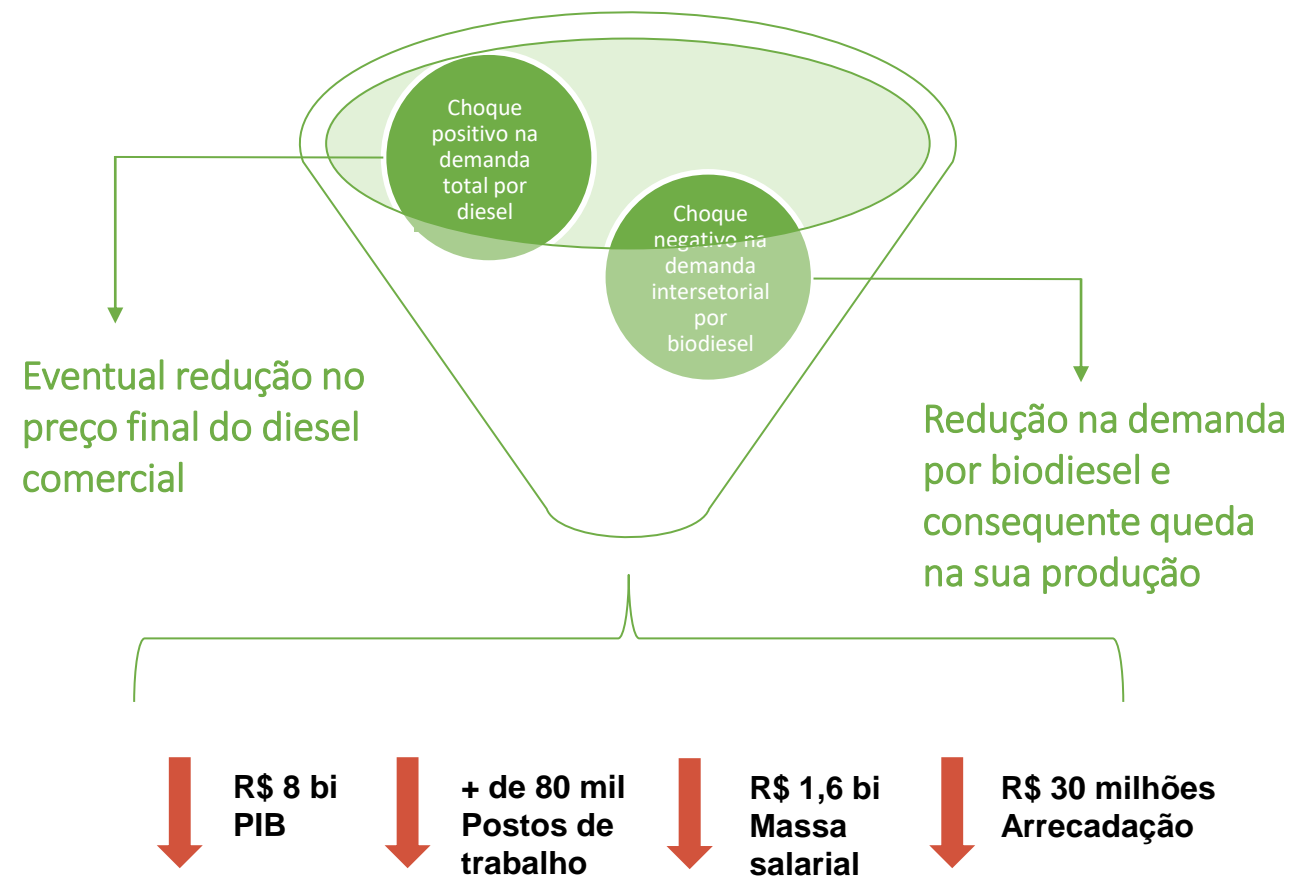 Choque
positivo na
demanda
total por
diesel
Choque
negativo na
demanda
intersetorial
por
biodiesel
Eventual redução no
preço final do diesel
comercial
Redução na demanda
por biodiesel e
consequente queda
na sua produção
R$ 8 bi
PIB
+ de 80 mil
Postos de
trabalho
R$ 1,6 bi
Massa
salarial
R$ 30 milhões
Arrecadação